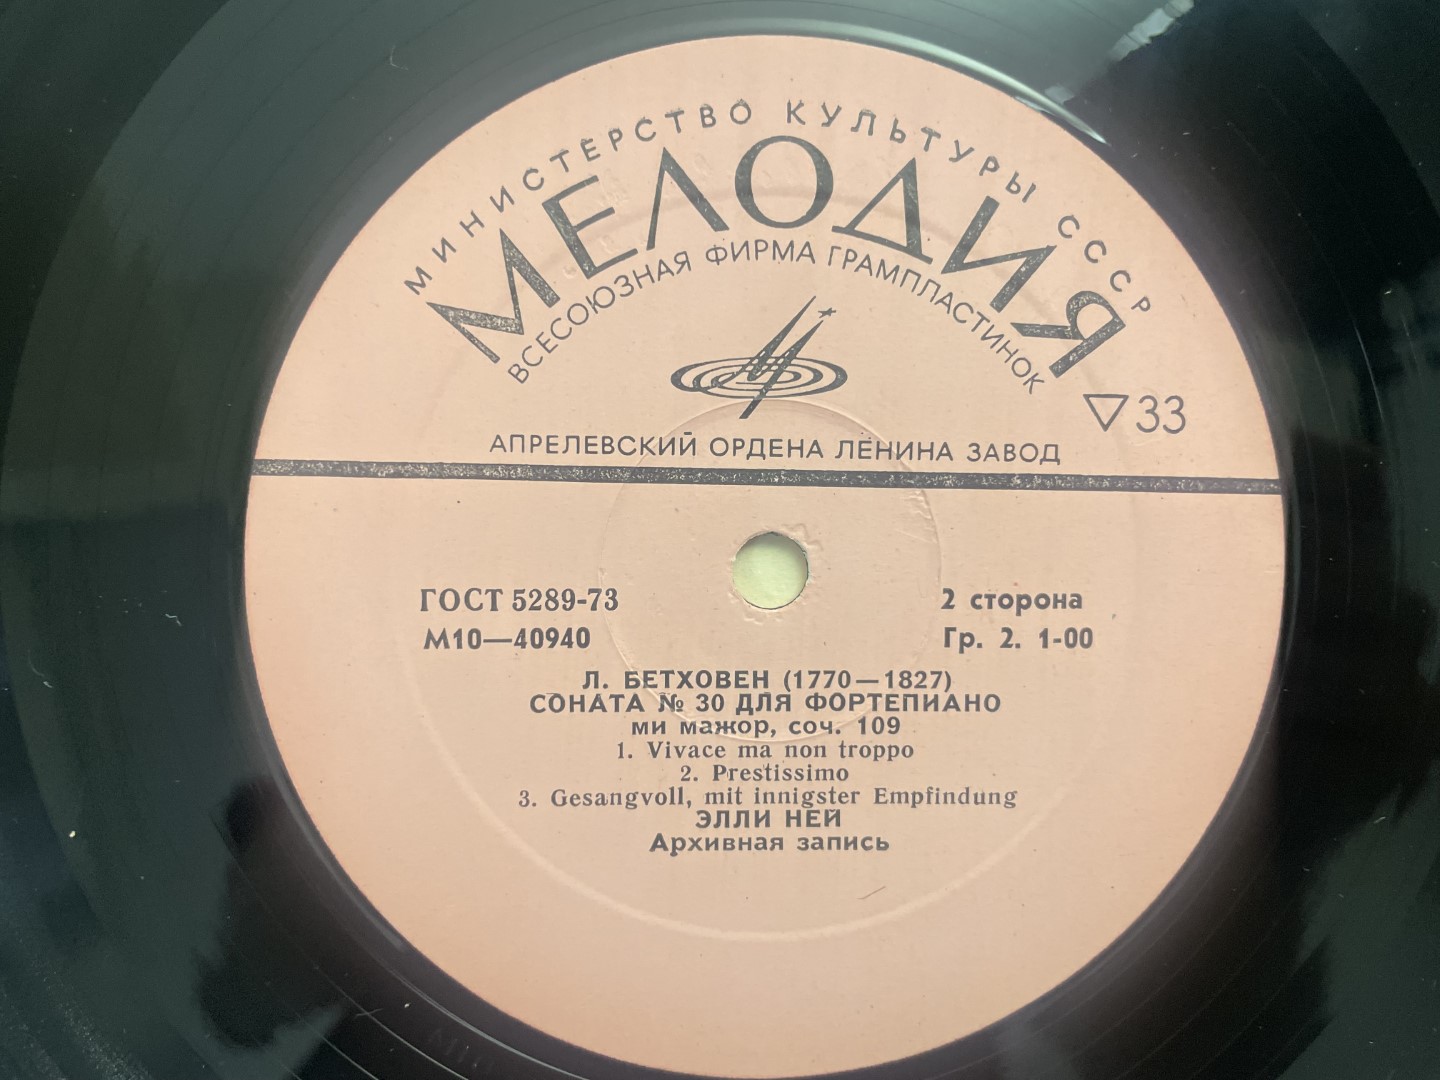 МИНИСТЕРСТВО КУЛЬТУРЫ СССР
МЕЛОДИЯ
ВСЕСОЮЗНАЯ ФИРМА ГРАМПЛАСТИНОК
33
АПРЕЛЕВСКИЙ ОРДЕНА ЛЕНИНА ЗАВОД
ГОСТ 5289-73
2 сторона
М10—40940
Гр. 2. 1-00
Л. БЕТХОВЕН (1770—1827)
СОНАТА № 30 ДЛЯ ФОРТЕПИАНО
ми мажор, соч. 109
1. Vivace ma non troppo
2. Prestissimo
3. Gesangvoll, mit innigster Empfindung
ЭЛЛИ НЕЙ
Архивная запись